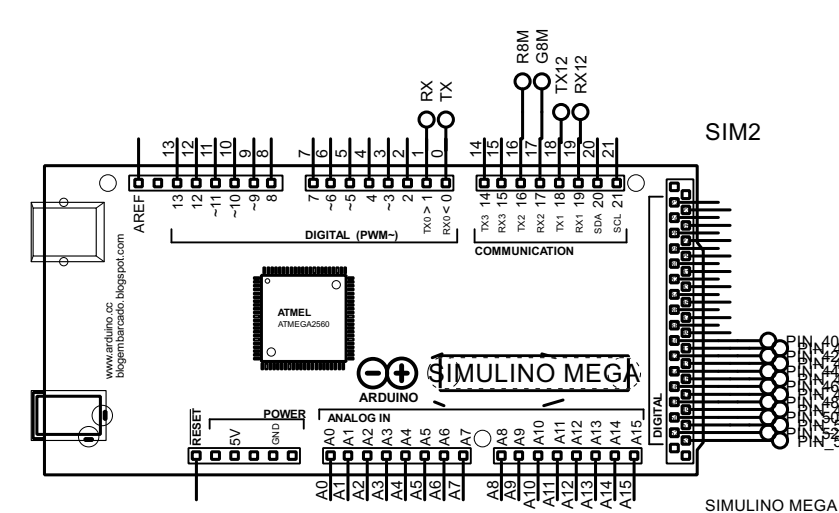 RX
TX
R8M
G8M
TX12
RX12
SIM2
13
12
11
10
9
8
7
6
5
4
3
2
1
0
14
15
16
17
18
19
20
21
AREF
13
12
~11
~10
~9
8
7
~6
~5
4
~3
2
TX0 > 1
RX0 < 0
TX3 14
RX3 15
TX2 16
RX2 17
TX1 18
RX1 19
SDA 20
SCL 21
DIGITAL (PWM~)
COMMUNICATION
www.arduino.cc
blogembarcado.blogspot.com
ATMEL
ATMEGA2560
ARDUINO
SIMULINO MEGA
DIGITAL
PIN_40
PIN_42
PIN_44
PIN_46
PIN_48
PIN_50
PIN_52
RESET
POWER
5V
GND
ANALOG IN
A0
A1
A2
A3
A4
A5
A6
A7
A8
A9
A10
A11
A12
A13
A14
A15
A0
A1
A2
A3
A4
A5
A6
A7
A8
A9
A10
A11
A12
A13
A14
A15
SIMULINO MEGA